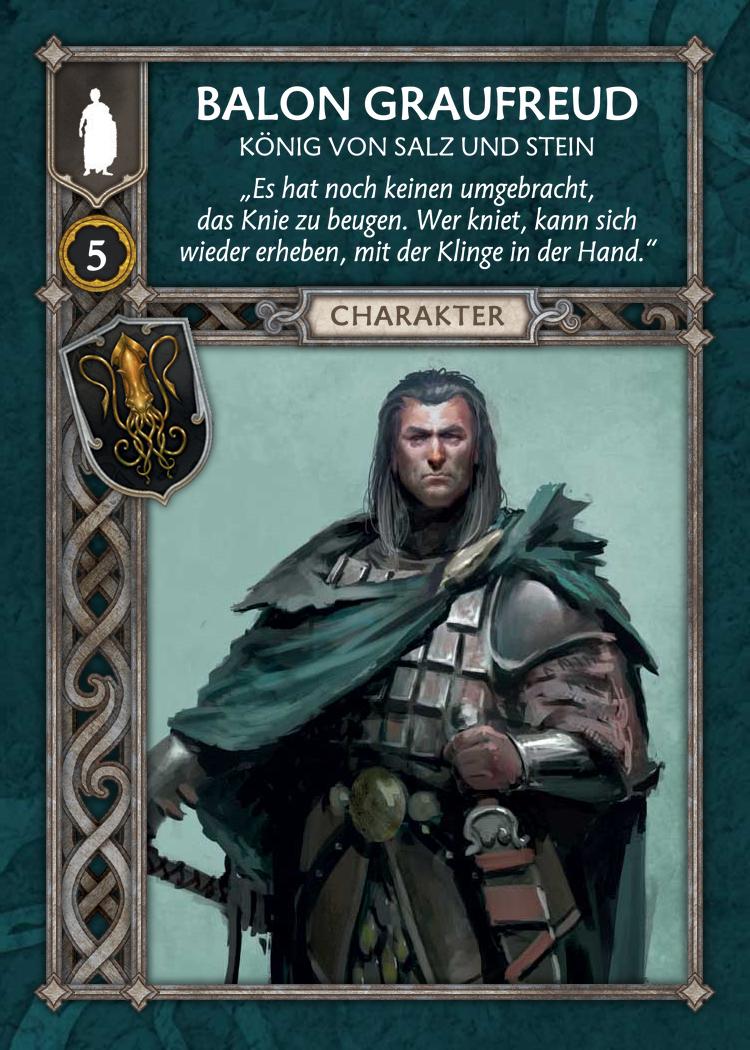 BALON GRAUFREUD
KÖNIG VON SALZ UND STEIN
„Es hat noch keinen umgebracht,
das Knie zu beugen. Wer kniet, kann sich
wieder erheben, mit der Klinge in der Hand.“
5
CHARAKTER